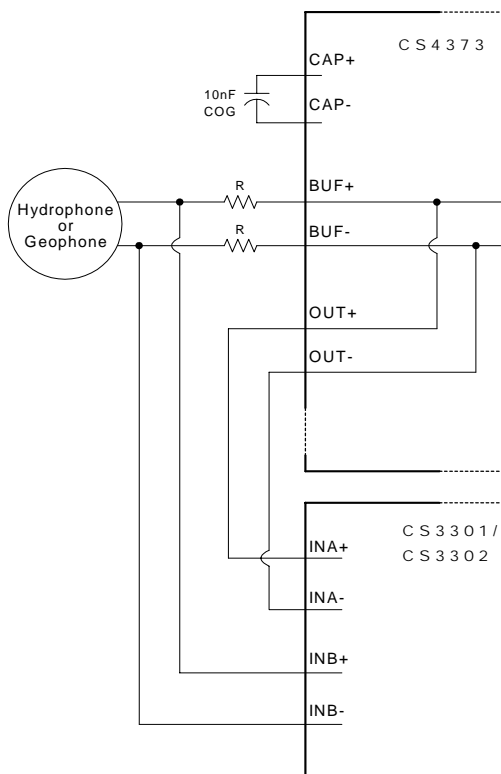 CS4373
CAP+
10nF
COG
CAP-
Hydrophone
or
Geophone
R
BUF+
R
BUF-
OUT+
OUT-
CS3301/
CS3302
INA+
INA-
INB+
INB-